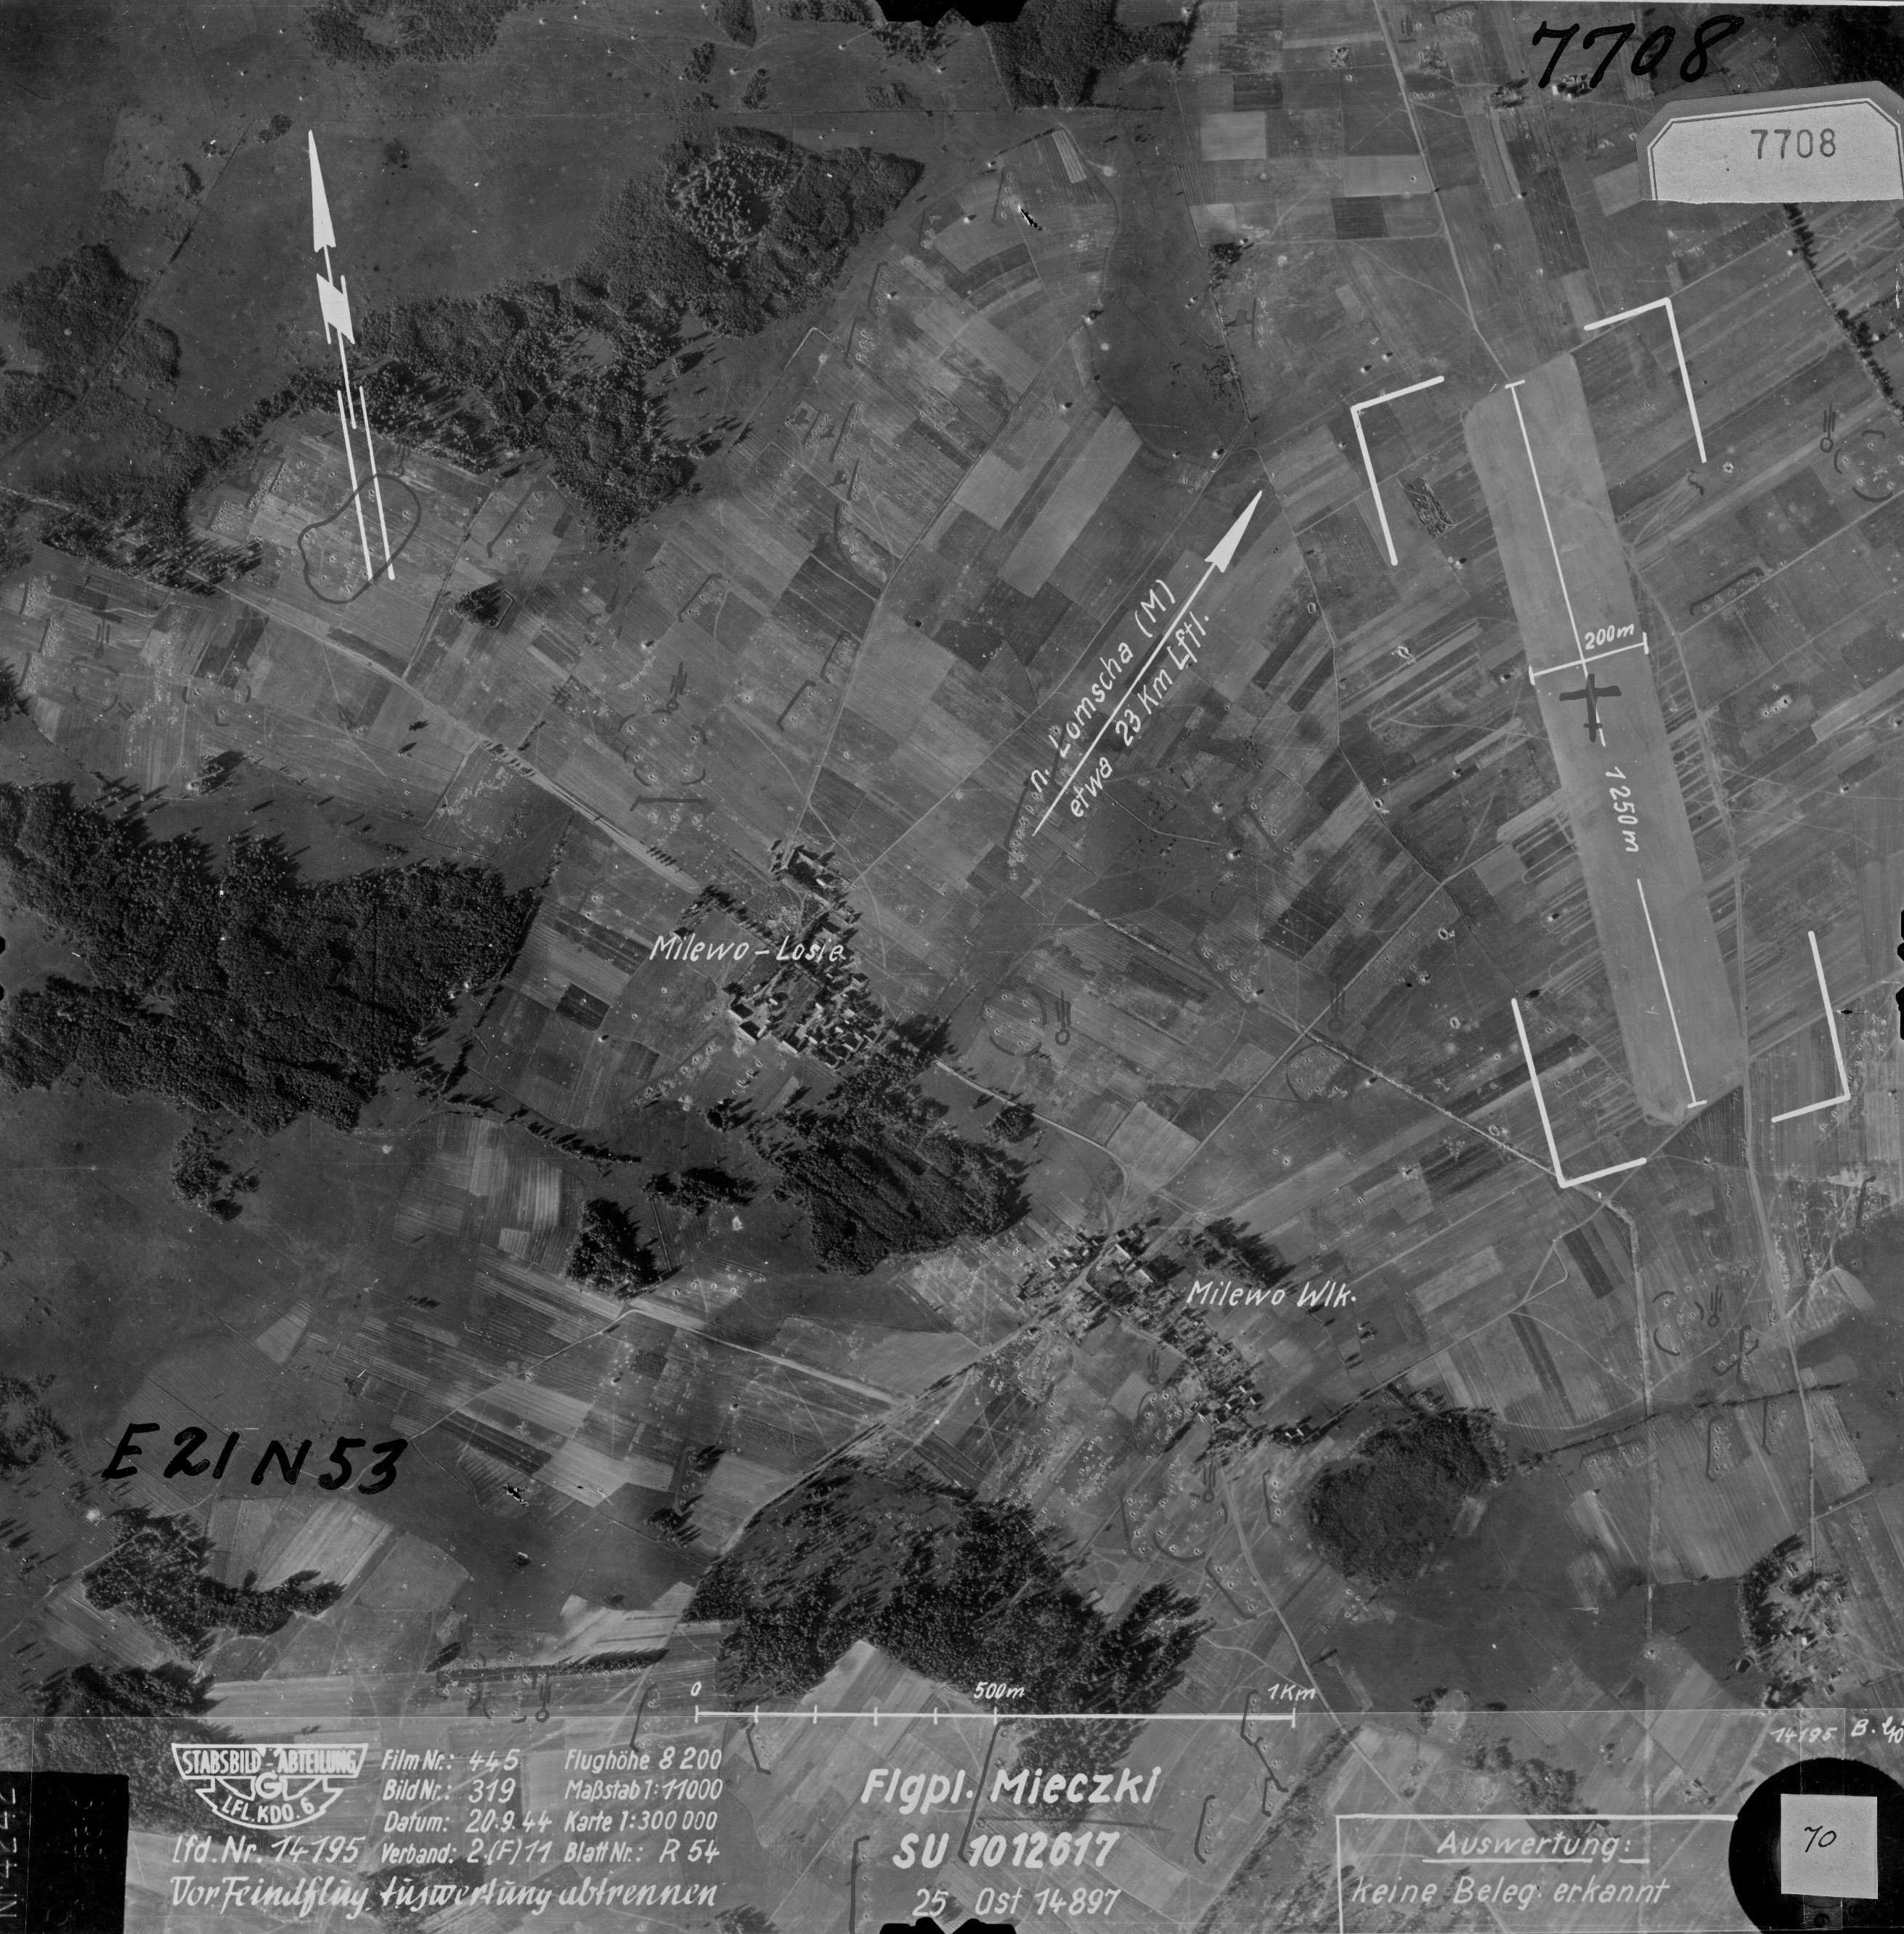 7708
7708
N
n. Lomscha (M)
etwa 23 Km Lftl.
200m
1250m
Milewo-Losie
Milewo Wlk.
E 21 N 53
0 500m 1Km
14195 B.
STABSBILD-ABTEILUNG
G
LFL.KDO.6
Film Nr.: 445 Flughöhe 8200
Bild Nr.: 319 Maßstab 1:11000
Datum: 20.9.44 Karte 1:300 000
Lfd. Nr. 14195 Verband: 2.(F)11 Blatt Nr.: R 54
Vor Feindflug Auswertung abtrennen
Flgpl. Mieczki
SU 1012617
25 Ost 14897
Auswertung:
keine Beleg. erkannt
70